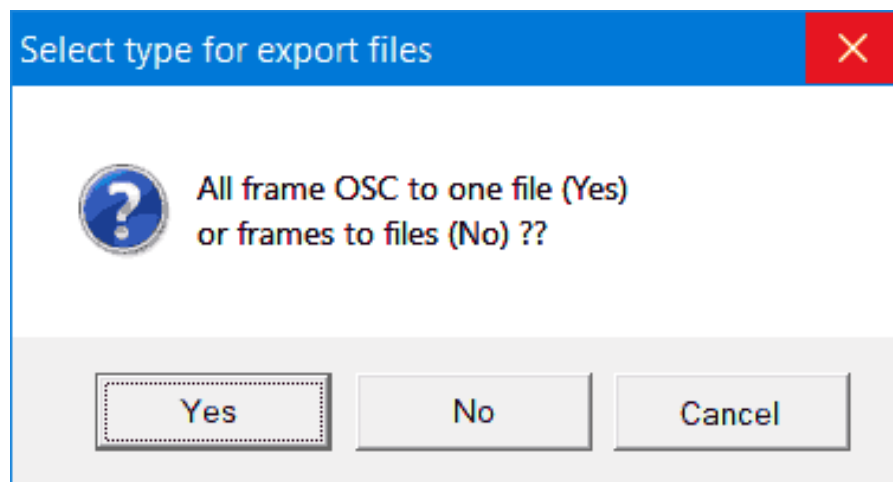 Select type for export files
All frame OSC to one file (Yes)
or frames to files (No) ??
Yes No Cancel